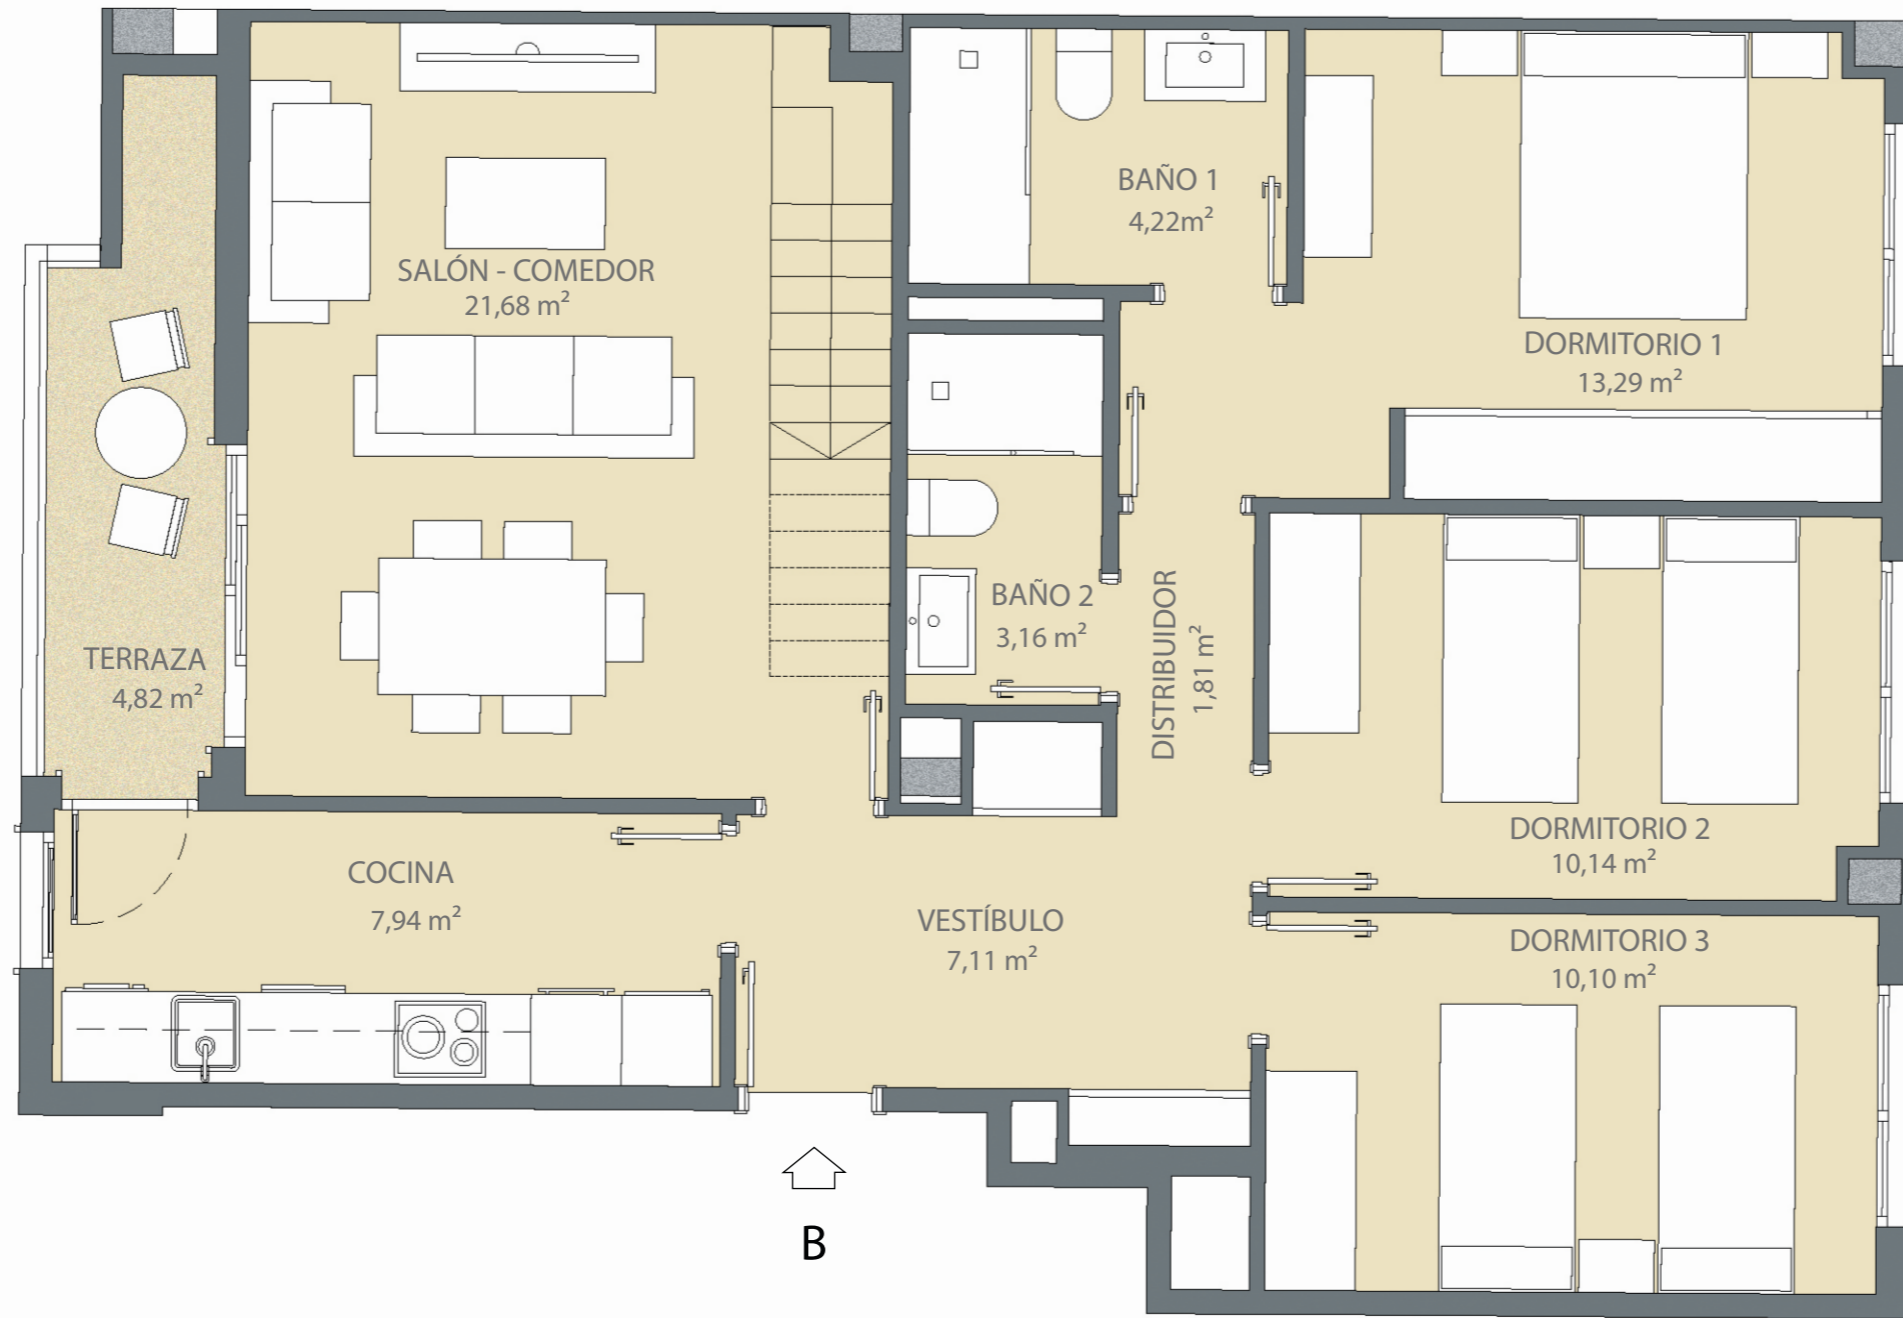 BAÑO 1
4,22m²
SALÓN - COMEDOR
21,68 m²
DORMITORIO 1
13,29 m²
BAÑO 2
3,16 m²
DISTRIBUIDOR
1,81 m²
TERRAZA
4,82 m²
DORMITORIO 2
10,14 m²
COCINA
7,94 m²
VESTÍBULO
7,11 m²
DORMITORIO 3
10,10 m²
B